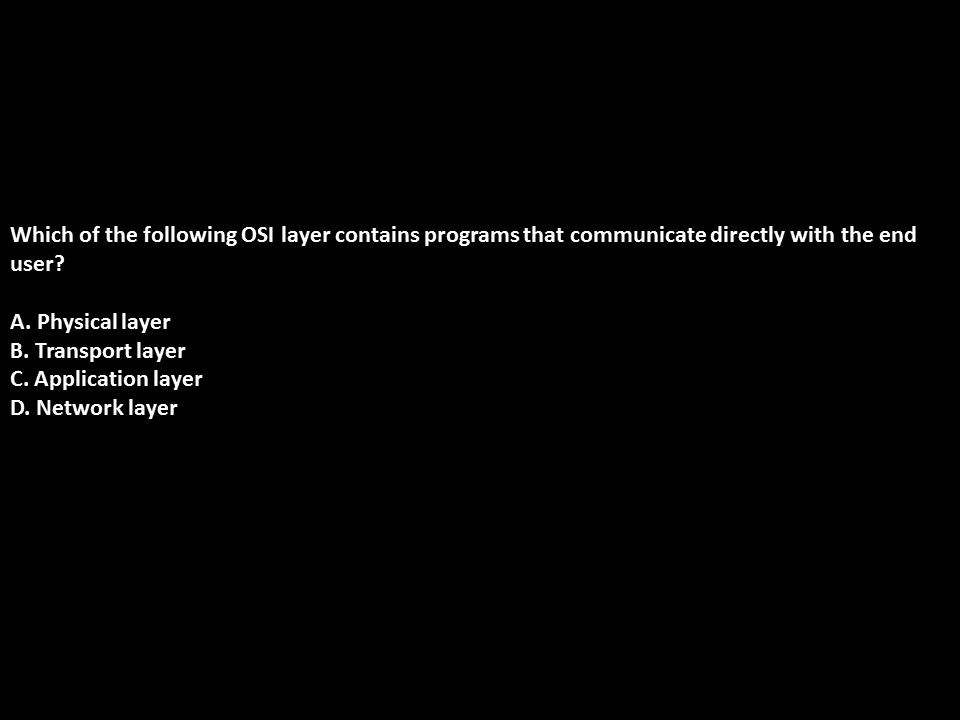 Which of the following OSI layer contains programs that communicate directly with the end
user?
A. Physical layer
B. Transport layer
C. Application layer
D. Network layer